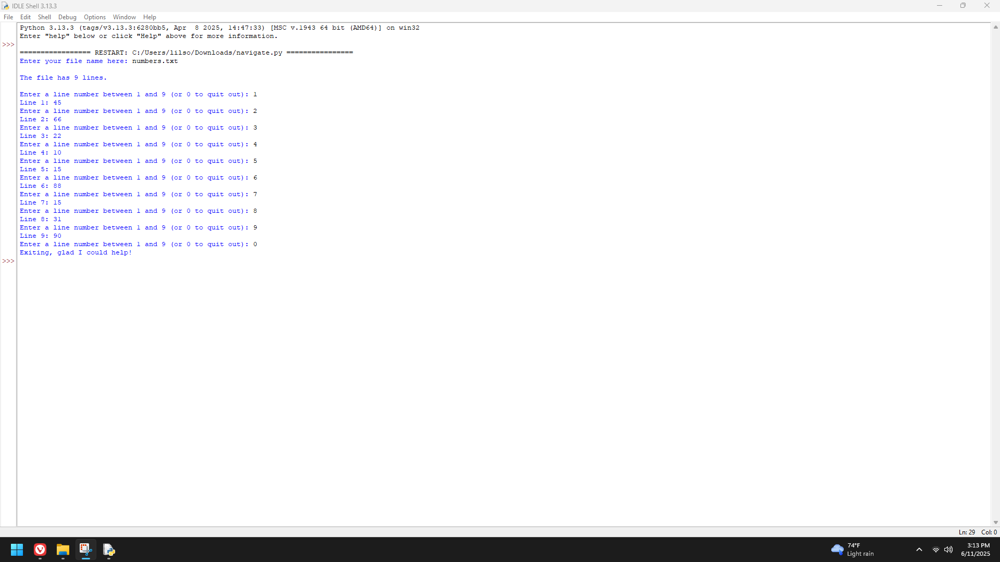 IDLE Shell 3.13.3
File Edit Shell Debug Options Window Help
Python 3.13.3 (tags/v3.13.3:6280bb5, Apr  8 2025, 14:47:33) [MSC v.1943 64 bit (AMD64)] on win32
Enter "help" below or click "Help" above for more information.
>>>
================= RESTART: C:/Users/lilso/Downloads/navigate.py ================
Enter your file name here: numbers.txt
The file has 9 lines.
Enter a line number between 1 and 9 (or 0 to quit out): 1
Line 1: 45
Enter a line number between 1 and 9 (or 0 to quit out): 2
Line 2: 66
Enter a line number between 1 and 9 (or 0 to quit out): 3
Line 3: 22
Enter a line number between 1 and 9 (or 0 to quit out): 4
Line 4: 10
Enter a line number between 1 and 9 (or 0 to quit out): 5
Line 5: 15
Enter a line number between 1 and 9 (or 0 to quit out): 6
Line 6: 88
Enter a line number between 1 and 9 (or 0 to quit out): 7
Line 7: 15
Enter a line number between 1 and 9 (or 0 to quit out): 8
Line 8: 31
Enter a line number between 1 and 9 (or 0 to quit out): 9
Line 9: 90
Enter a line number between 1 and 9 (or 0 to quit out): 0
Exiting, glad I could help!
>>>
Ln: 29 Col: 0
74°F
Light rain
3:13 PM
6/11/2025